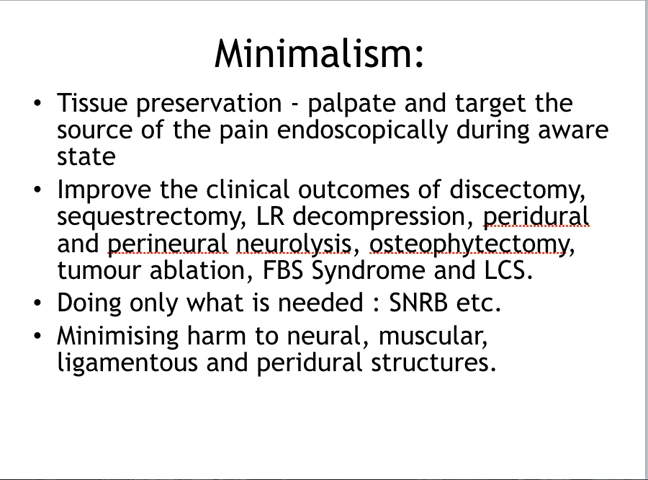 Minimalism:
• Tissue preservation - palpate and target the
source of the pain endoscopically during aware
state
• Improve the clinical outcomes of discectomy,
sequestrectomy, LR decompression, peridural
and perineural neurolysis, osteophytectomy,
tumour ablation, FBS Syndrome and LCS.
• Doing only what is needed : SNRB etc.
• Minimising harm to neural, muscular,
ligamentous and peridural structures.